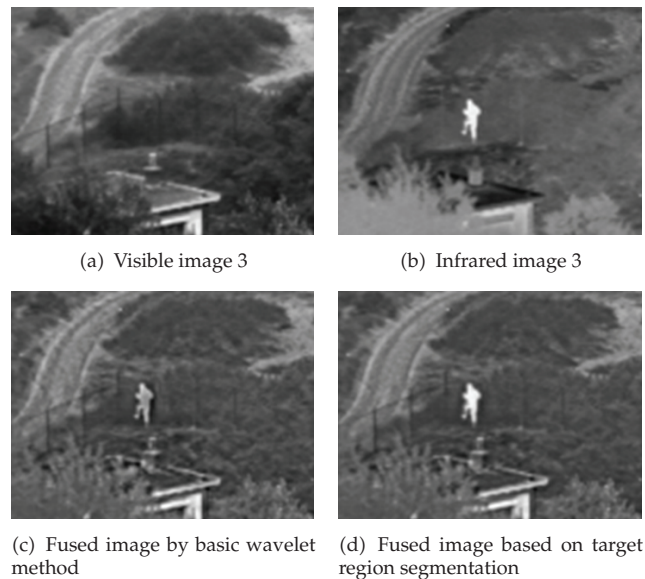 (a) Visible image 3
(b) Infrared image 3
(c) Fused image by basic wavelet
method
(d) Fused image based on target
region segmentation